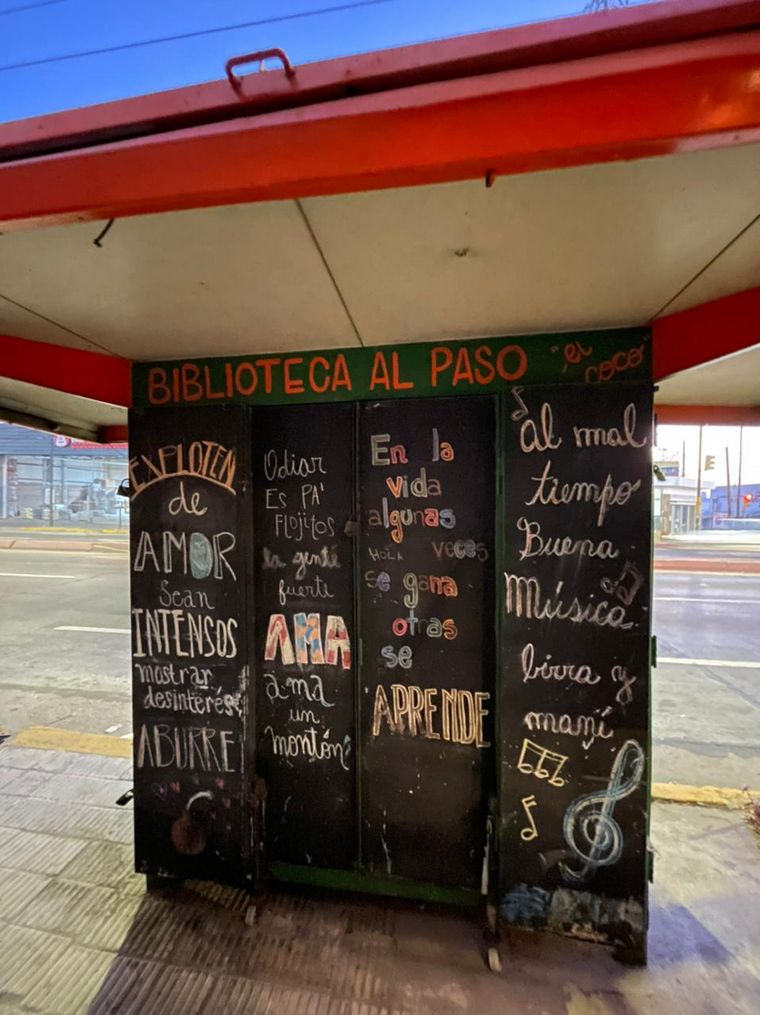 BIBLIOTECA AL PASO "el COCO"
EXPLOTEN
de
AMOR
Sean
INTENSOS
mostrar
desinterés
ABURRE
Odiar
ES PA'
FLOJITOS
la gente
fuerte
AMA
ama
un
montón
En la
vida
algunas
HOLA veces
se gana
otras
se
APRENDE
al mal
tiempo
Buena
Música
birra y
maní